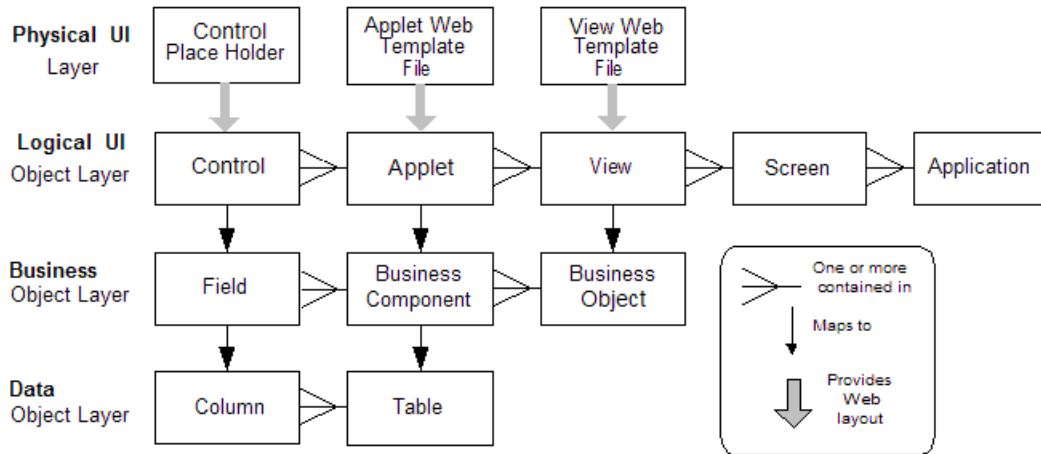 Physical UI
Layer
Control
Place Holder
Applet Web
Template
File
View Web
Template
File
Logical UI
Object Layer
Control
Applet
View
Screen
Application
Business
Object Layer
Field
Business
Component
Business
Object
Data
Object Layer
Column
Table
One or more
contained in
Maps to
Provides
Web
layout